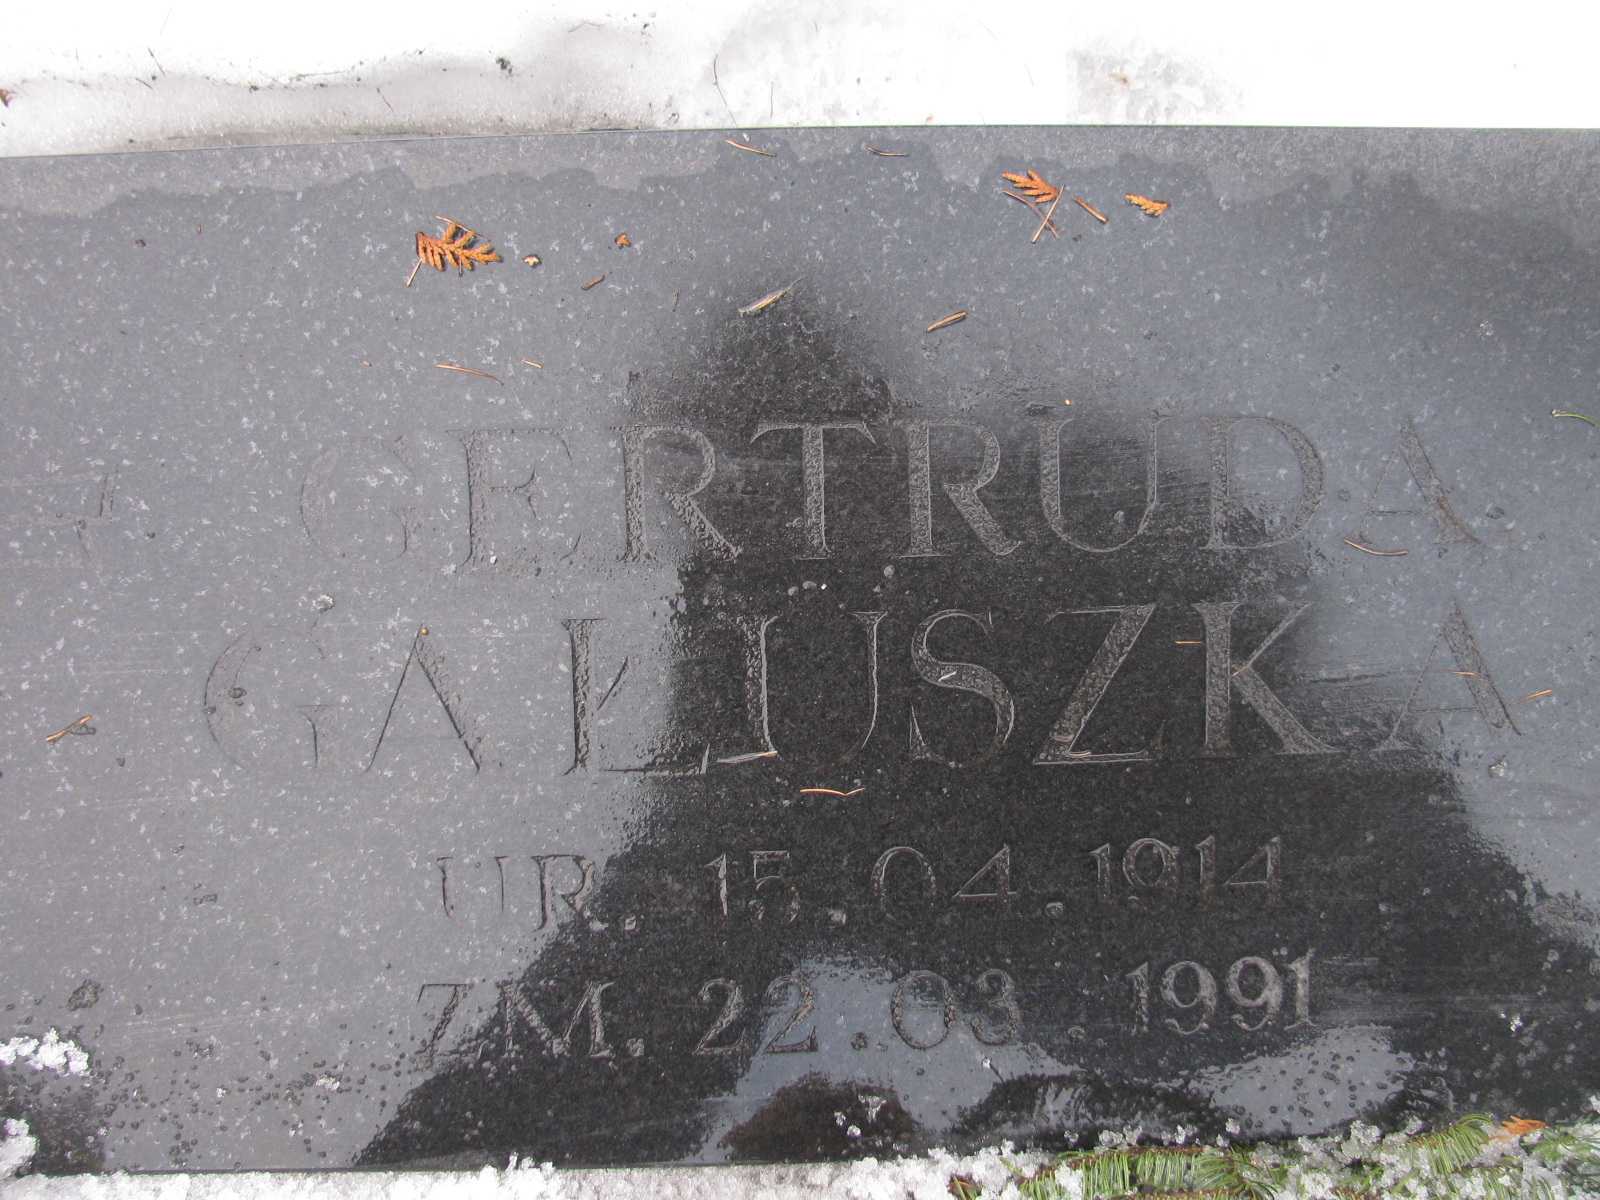 GERTRUDA
GAŁUSZKA
UR. 15.04.1914
ZM. 22.03.1991